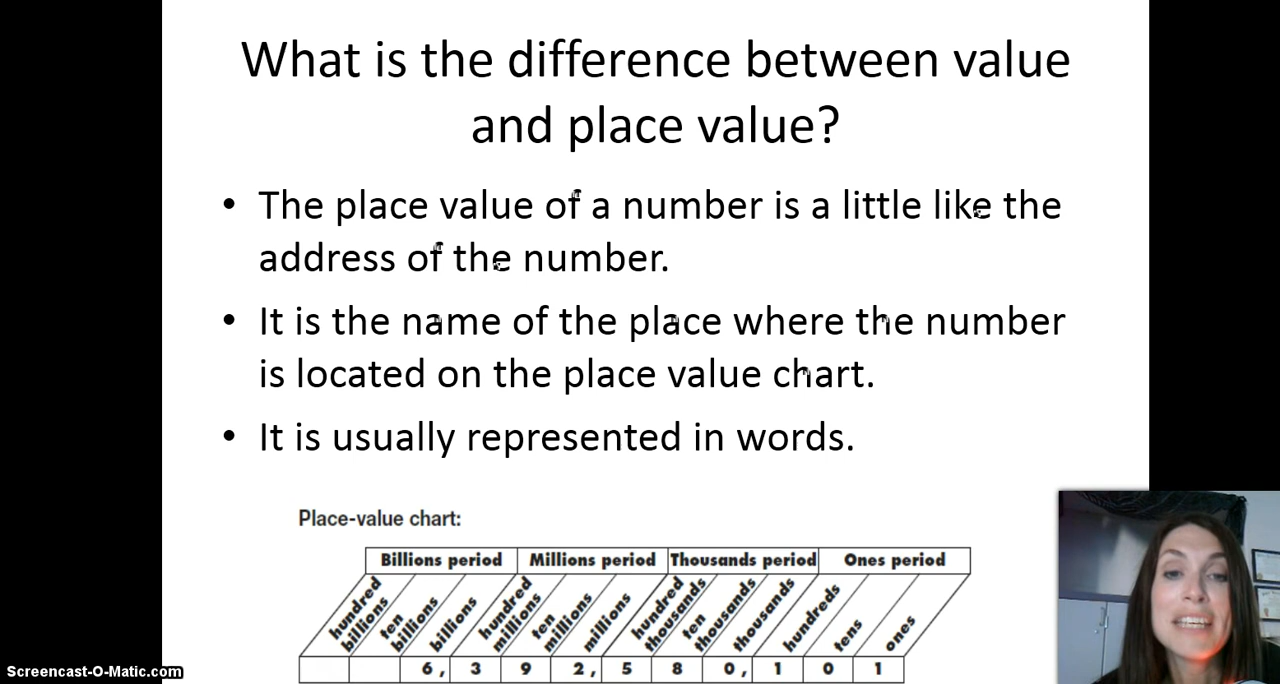 What is the difference between value
and place value?
• The place value of a number is a little like the
address of the number.
• It is the name of the place where the number
is located on the place value chart.
• It is usually represented in words.
Place-value chart:
Billions period Millions period Thousands period Ones period
hundred billions ten billions billions hundred millions ten millions millions hundred thousands ten thousands thousands hundreds tens ones
6, 3 9 2, 5 8 0, 1 0 1
Screencast-O-Matic.com